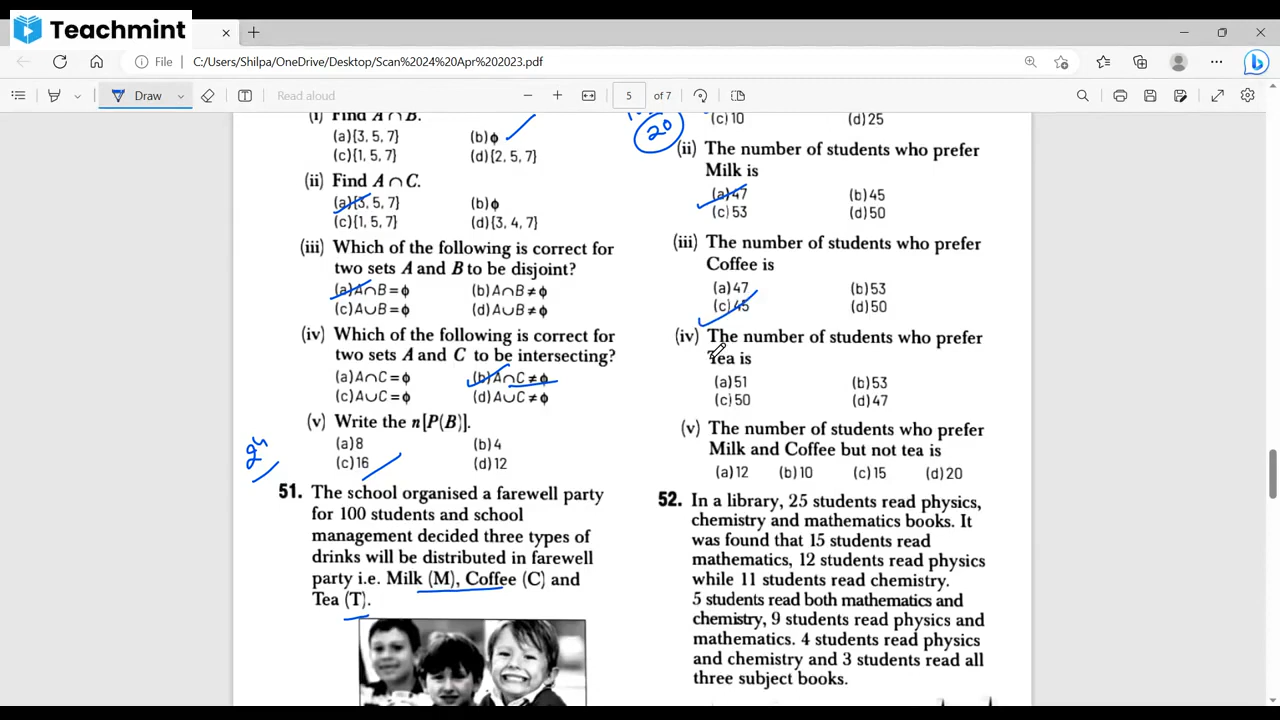 Teachmint
File
C:/Users/Shilpa/OneDrive/Desktop/Scan%2024%20Apr%202023.pdf
Draw
Read aloud
5 of 7
(i) Find A ∩ B.
(a){3, 5, 7} (b)ϕ
(c){1, 5, 7} (d){2, 5, 7}
(ii) Find A ∩ C.
(a){3, 5, 7} (b)ϕ
(c){1, 5, 7} (d){3, 4, 7}
(iii) Which of the following is correct for
two sets A and B to be disjoint?
(a)A∩B = ϕ (b)A∩B ≠ ϕ
(c)A∪B = ϕ (d)A∪B ≠ ϕ
(iv) Which of the following is correct for
two sets A and C to be intersecting?
(a)A∩C = ϕ (b)A∩C ≠ ϕ
(c)A∪C = ϕ (d)A∪C ≠ ϕ
(v) Write the n[P(B)].
(a)8 (b)4
(c)16 (d)12
2⁴
51. The school organised a farewell party
for 100 students and school
management decided three types of
drinks will be distributed in farewell
party i.e. Milk (M), Coffee (C) and
Tea (T).
20
(c)10 (d)25
(ii) The number of students who prefer
Milk is
(a)47 (b)45
(c)53 (d)50
(iii) The number of students who prefer
Coffee is
(a)47 (b)53
(c)45 (d)50
(iv) The number of students who prefer
Tea is
(a)51 (b)53
(c)50 (d)47
(v) The number of students who prefer
Milk and Coffee but not tea is
(a)12 (b)10 (c)15 (d)20
52. In a library, 25 students read physics,
chemistry and mathematics books. It
was found that 15 students read
mathematics, 12 students read physics
while 11 students read chemistry.
5 students read both mathematics and
chemistry, 9 students read physics and
mathematics. 4 students read physics
and chemistry and 3 students read all
three subject books.